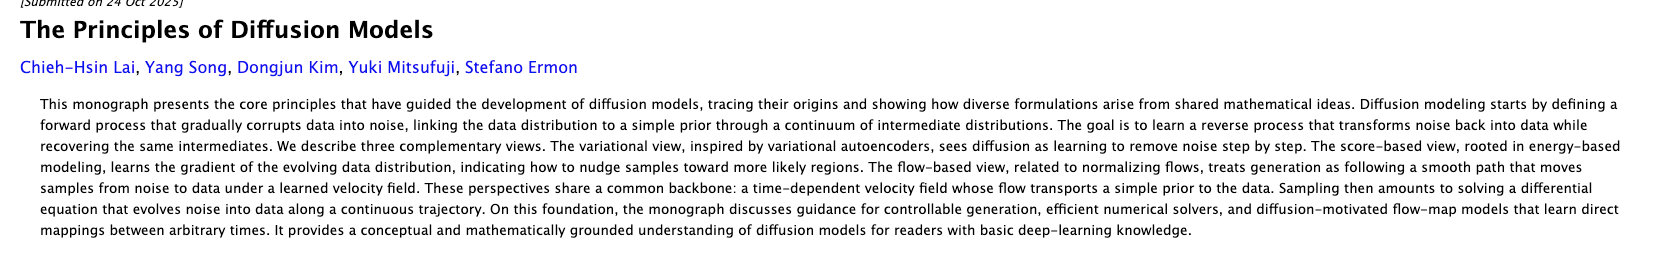 [Submitted on 24 Oct 2025]
The Principles of Diffusion Models
Chieh-Hsin Lai, Yang Song, Dongjun Kim, Yuki Mitsufuji, Stefano Ermon
This monograph presents the core principles that have guided the development of diffusion models, tracing their origins and showing how diverse formulations arise from shared mathematical ideas. Diffusion modeling starts by defining a
forward process that gradually corrupts data into noise, linking the data distribution to a simple prior through a continuum of intermediate distributions. The goal is to learn a reverse process that transforms noise back into data while
recovering the same intermediates. We describe three complementary views. The variational view, inspired by variational autoencoders, sees diffusion as learning to remove noise step by step. The score-based view, rooted in energy-based
modeling, learns the gradient of the evolving data distribution, indicating how to nudge samples toward more likely regions. The flow-based view, related to normalizing flows, treats generation as following a smooth path that moves
samples from noise to data under a learned velocity field. These perspectives share a common backbone: a time-dependent velocity field whose flow transports a simple prior to the data. Sampling then amounts to solving a differential
equation that evolves noise into data along a continuous trajectory. On this foundation, the monograph discusses guidance for controllable generation, efficient numerical solvers, and diffusion-motivated flow-map models that learn direct
mappings between arbitrary times. It provides a conceptual and mathematically grounded understanding of diffusion models for readers with basic deep-learning knowledge.